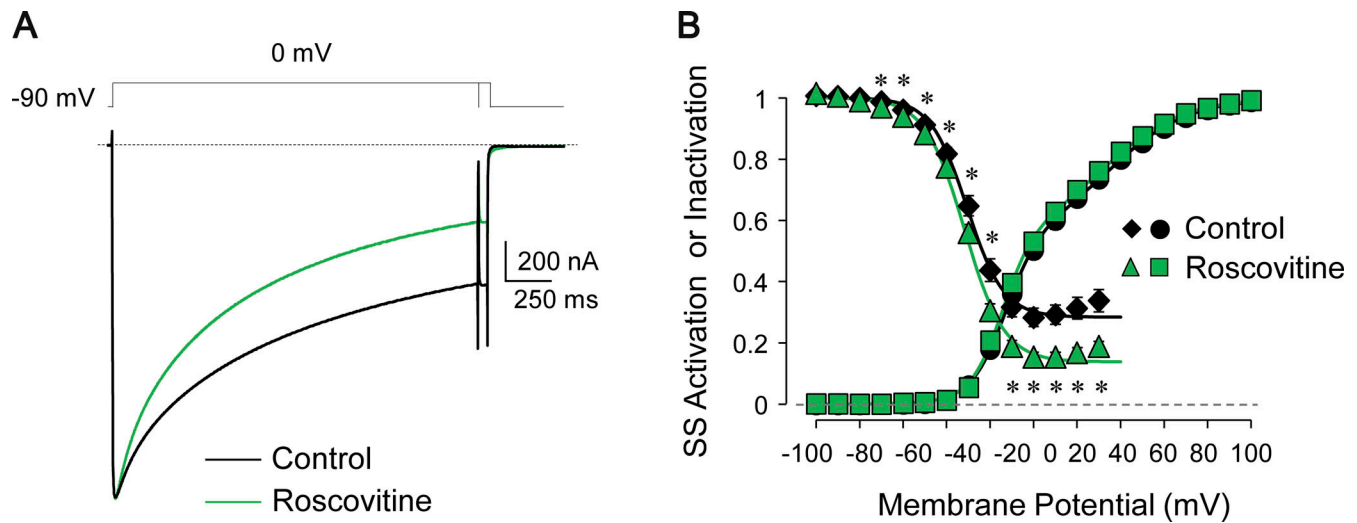 A
0 mV
-90 mV
200 nA
250 ms
Control
Roscovitine
B
SS Activation or Inactivation
1
0.8
0.6
0.4
0.2
0
* * * * * *
Control
Roscovitine
* * * * *
-100 -80 -60 -40 -20 0 20 40 60 80 100
Membrane Potential (mV)